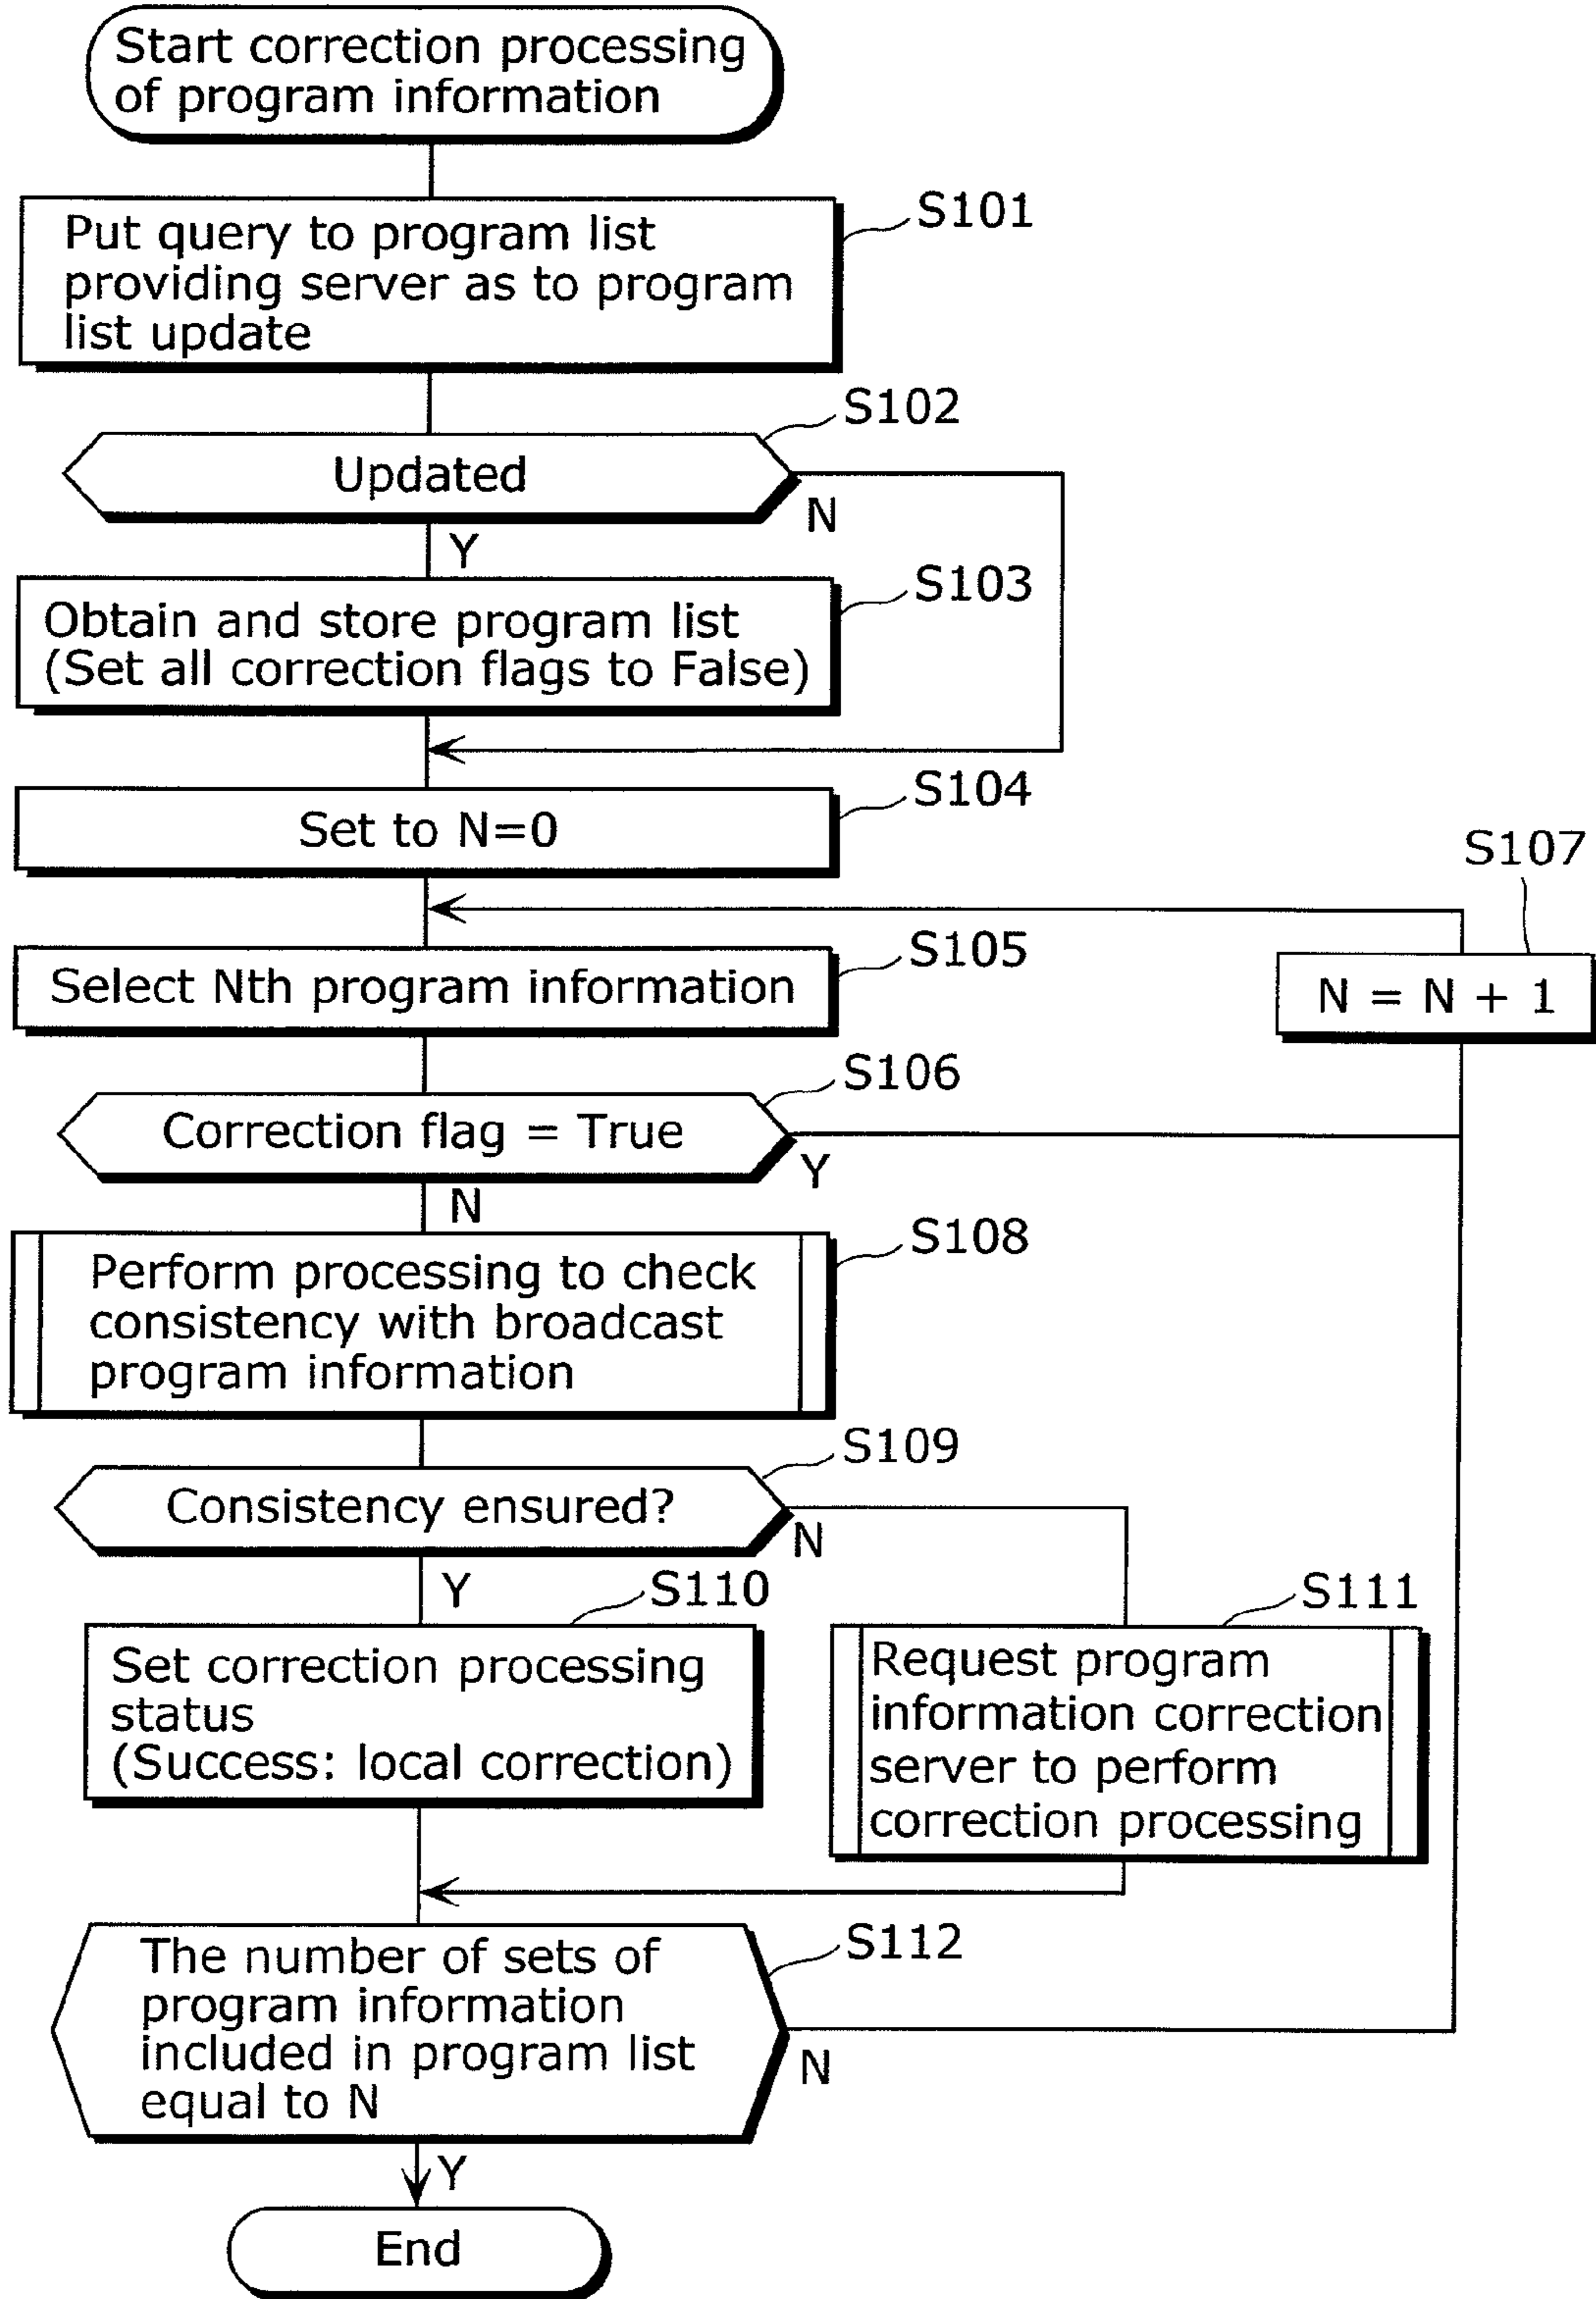 Start correction processing
of program information
S101
Put query to program list
providing server as to program
list update
S102
Updated
N
Y
S103
Obtain and store program list
(Set all correction flags to False)
S104
Set to N=0
S107
N = N + 1
S105
Select Nth program information
S106
Correction flag = True
Y
N
S108
Perform processing to check
consistency with broadcast
program information
S109
Consistency ensured?
N
Y
S110
Set correction processing
status
(Success: local correction)
S111
Request program
information correction
server to perform
correction processing
S112
The number of sets of
program information
included in program list
equal to N
N
Y
End